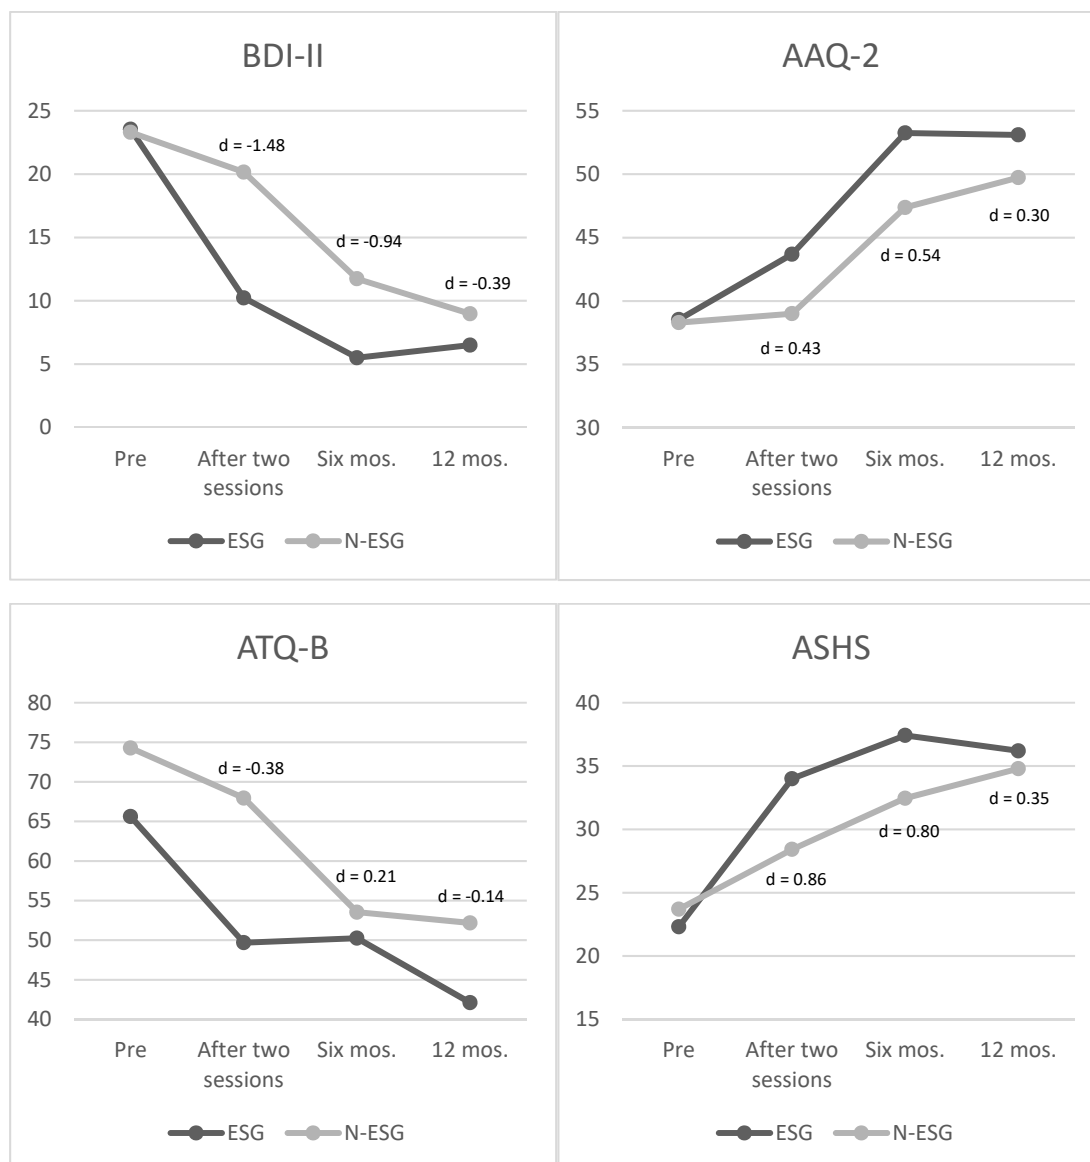 BDI-II
25
20
15
10
5
0
d = -1.48
d = -0.94
d = -0.39
Pre
After two
sessions
Six mos.
12 mos.
ESG
N-ESG
AAQ-2
55
50
45
40
35
30
d = 0.43
d = 0.54
d = 0.30
Pre
After two
sessions
Six mos.
12 mos.
ESG
N-ESG
ATQ-B
80
75
70
65
60
55
50
45
40
d = -0.38
d = 0.21
d = -0.14
Pre
After two
sessions
Six mos.
12 mos.
ESG
N-ESG
ASHS
40
35
30
25
20
15
d = 0.86
d = 0.80
d = 0.35
Pre
After two
sessions
Six mos.
12 mos.
ESG
N-ESG